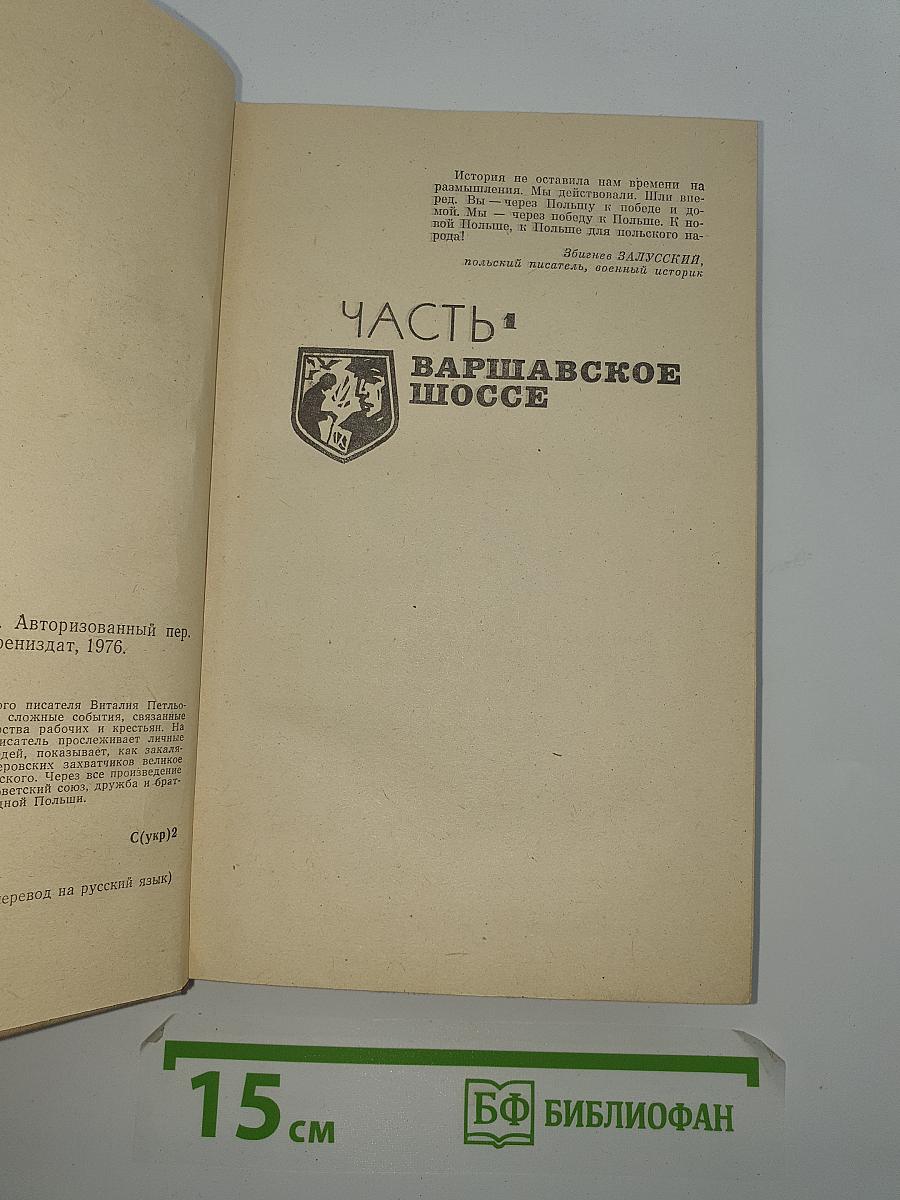 . Авторизованный пер.
ениздат, 1976.
ого писателя Виталия Петльо-
сложные события, связанные
рства рабочих и крестьян. На
исатель прослеживает личные
дей, показывает, как закаля-
еровских захватчиков великое
ского. Через все произведение
оветский союз, дружба и брат-
дной Польши.
С(укр)2
перевод на русский язык)
История не оставила нам времени на
размышления. Мы действовали. Шли впе-
ред. Вы — через Польшу к победе и до-
мой. Мы — через победу к Польше. К но-
вой Польше, к Польше для польского на-
рода!
Збигнев ЗАЛУССКИЙ,
польский писатель, военный историк
ЧАСТЬ 1
ВАРШАВСКОЕ
ШОССЕ
15 см
БФ БИБЛИОФАН